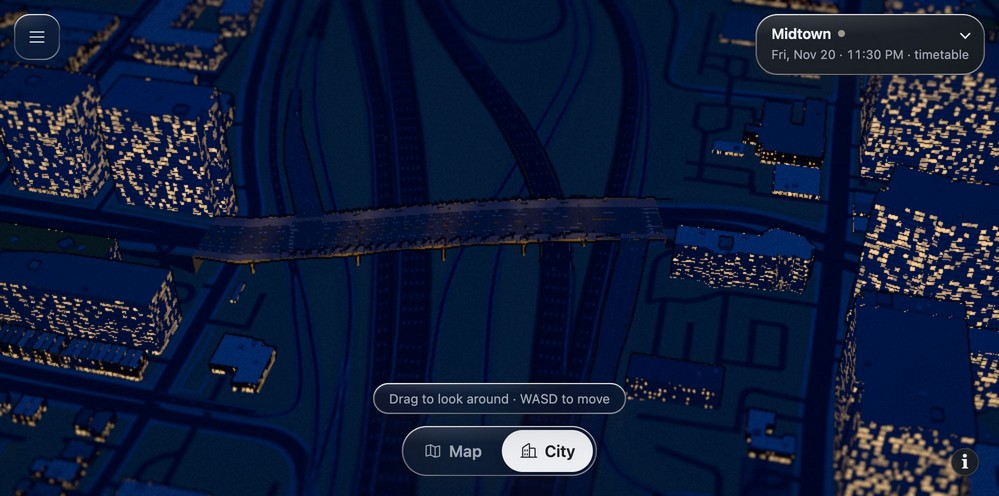 Midtown
Fri, Nov 20 · 11:30 PM · timetable
Drag to look around · WASD to move
Map
City
i